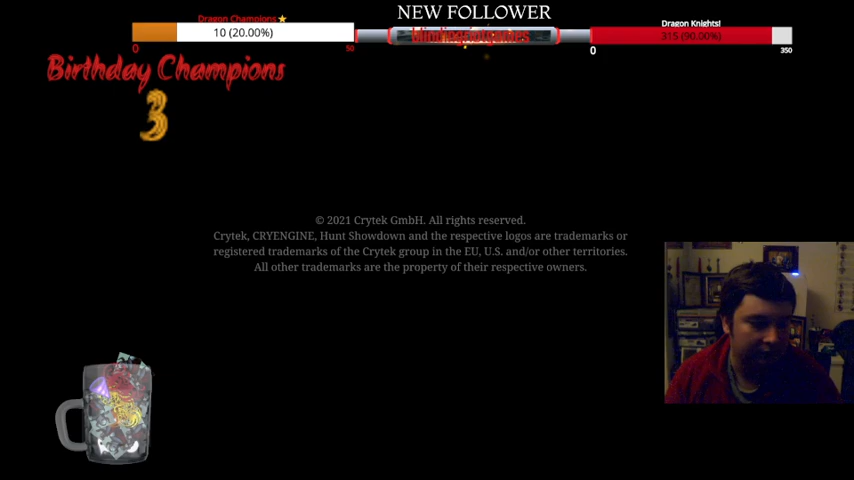 NEW FOLLOWER
Dragon Champions
10 (20.00%)
0
50
Dragon Knights!
315 (90.00%)
0
350
Birthday Champions
3
© 2021 Crytek GmbH. All rights reserved.
Crytek, CRYENGINE, Hunt Showdown and the respective logos are trademarks or
registered trademarks of the Crytek group in the EU, U.S. and/or other territories.
All other trademarks are the property of their respective owners.